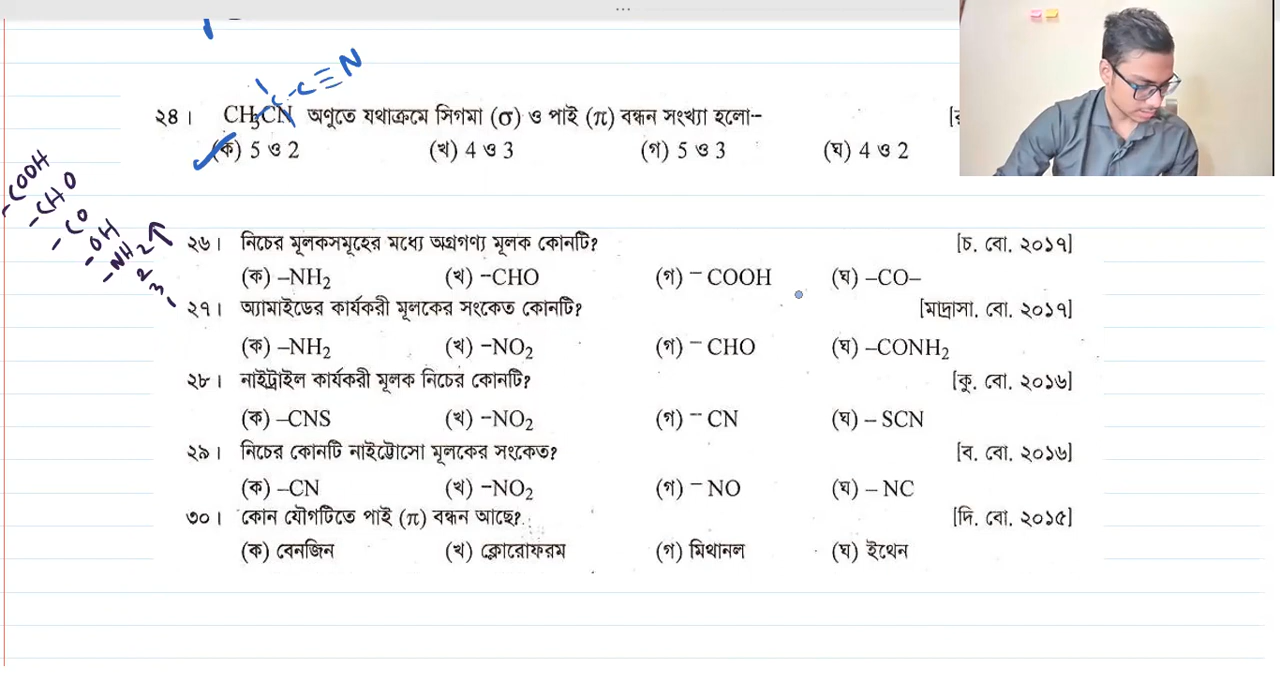 ২৪। CH₃CN অণুতে যথাক্রমে সিগমা (σ) ও পাই (π) বন্ধন সংখ্যা হলো–
(ক) 5 ও 2 (খ) 4 ও 3 (গ) 5 ও 3 (ঘ) 4 ও 2
C – C ≡ N
– COOH
– CHO
– CO
– OH
– NH₂ ↑
২৬। নিচের মূলকসমূহের মধ্যে অগ্রগণ্য মূলক কোনটি? [চ. বো. ২০১৭]
(ক) –NH₂ (খ) –CHO (গ) – COOH (ঘ) –CO–
২৭। অ্যামাইডের কার্যকরী মূলকের সংকেত কোনটি? [মাদ্রাসা. বো. ২০১৭]
(ক) –NH₂ (খ) –NO₂ (গ) – CHO (ঘ) –CONH₂
২৮। নাইট্রাইল কার্যকরী মূলক নিচের কোনটি? [কু. বো. ২০১৬]
(ক) –CNS (খ) –NO₂ (গ) – CN (ঘ) – SCN
২৯। নিচের কোনটি নাইট্টোসো মূলকের সংকেত? [ব. বো. ২০১৬]
(ক) –CN (খ) –NO₂ (গ) – NO (ঘ) – NC
৩০। কোন যৌগটিতে পাই (π) বন্ধন আছে? [দি. বো. ২০১৫]
(ক) বেনজিন (খ) ক্লোরোফরম (গ) মিথানল (ঘ) ইথেন